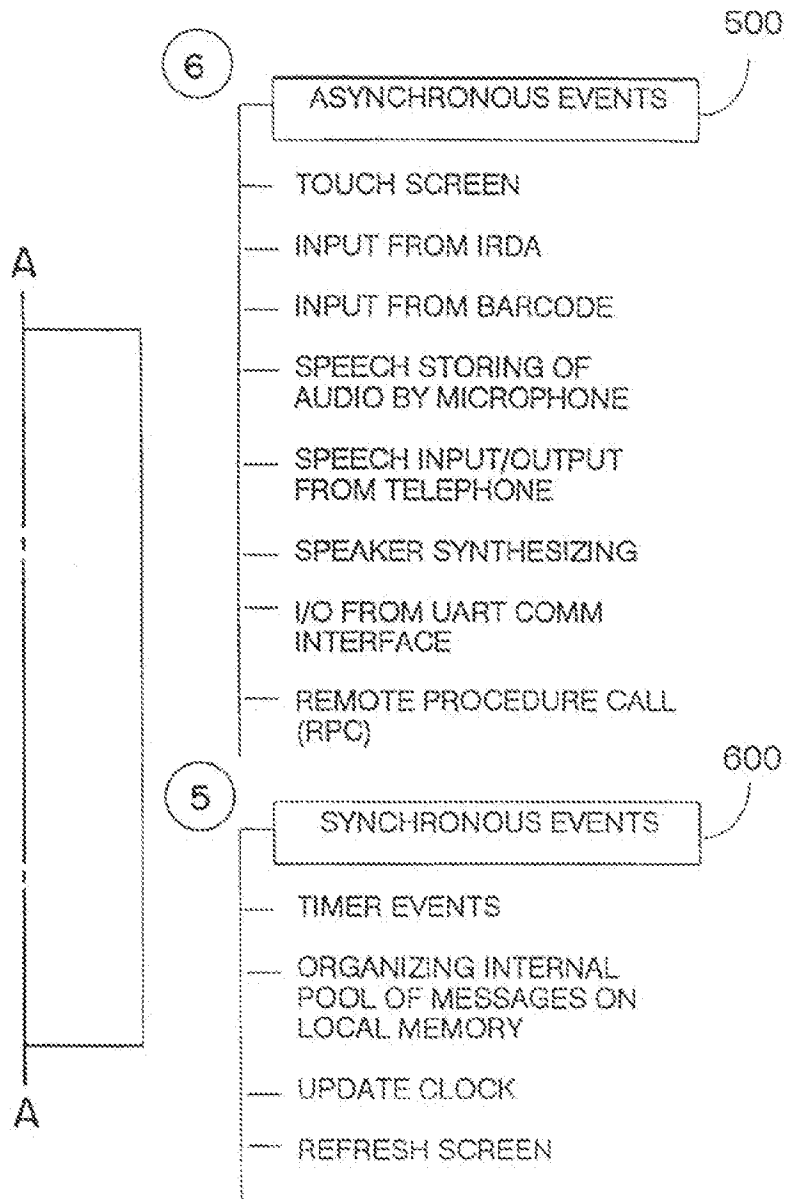 500
6
ASYNCHRONOUS EVENTS
TOUCH SCREEN
INPUT FROM IRDA
A
INPUT FROM BARCODE
SPEECH STORING OF
AUDIO BY MICROPHONE
SPEECH INPUT/OUTPUT
FROM TELEPHONE
SPEAKER SYNTHESIZING
I/O FROM UART COMM
INTERFACE
REMOTE PROCEDURE CALL
(RPC)
600
5
SYNCHRONOUS EVENTS
TIMER EVENTS
ORGANIZING INTERNAL
POOL OF MESSAGES ON
LOCAL MEMORY
UPDATE CLOCK
A
REFRESH SCREEN